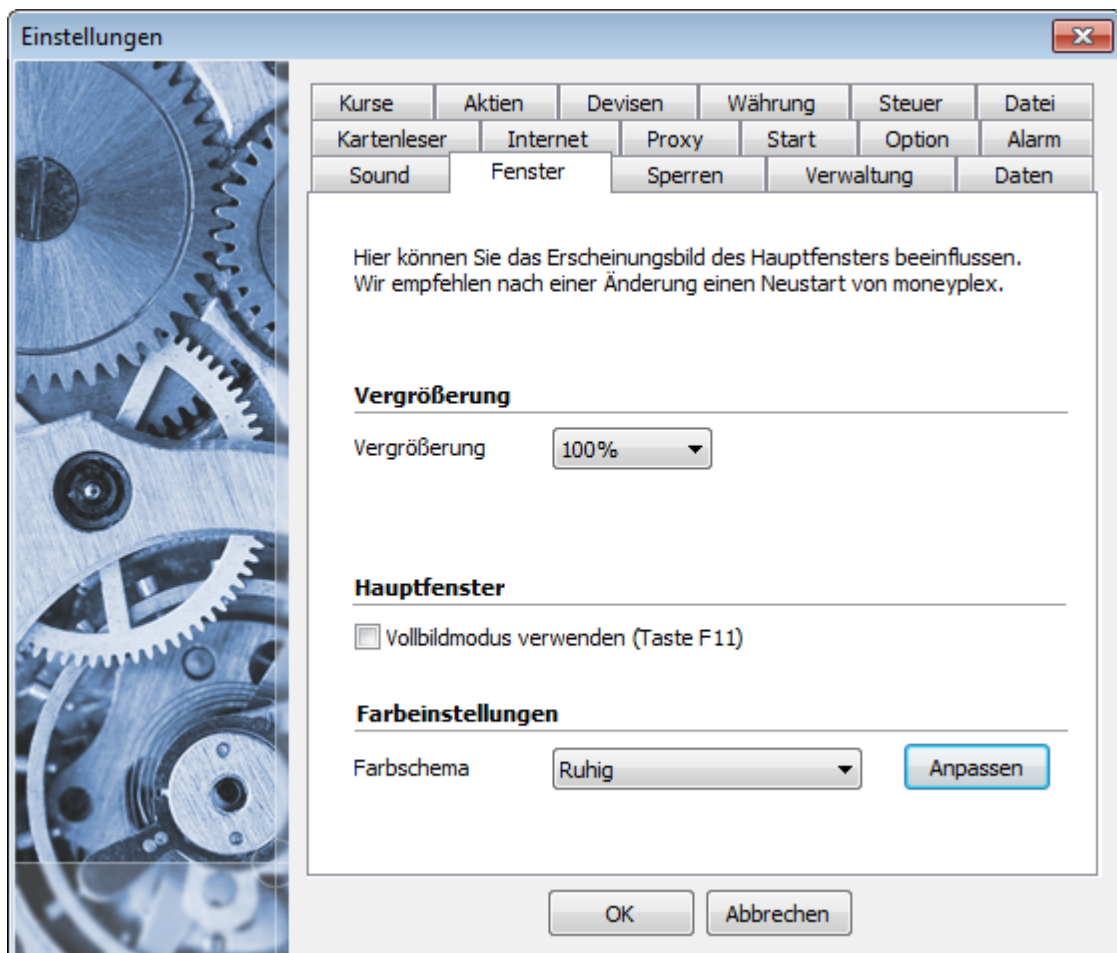 Einstellungen
Kurse Aktien Devisen Währung Steuer Datei
Kartenleser Internet Proxy Start Option Alarm
Sound Fenster Sperren Verwaltung Daten
Hier können Sie das Erscheinungsbild des Hauptfensters beeinflussen.
Wir empfehlen nach einer Änderung einen Neustart von moneyplex.
Vergrößerung
Vergrößerung 100%
Hauptfenster
Vollbildmodus verwenden (Taste F11)
Farbeinstellungen
Farbschema Ruhig Anpassen
OK Abbrechen